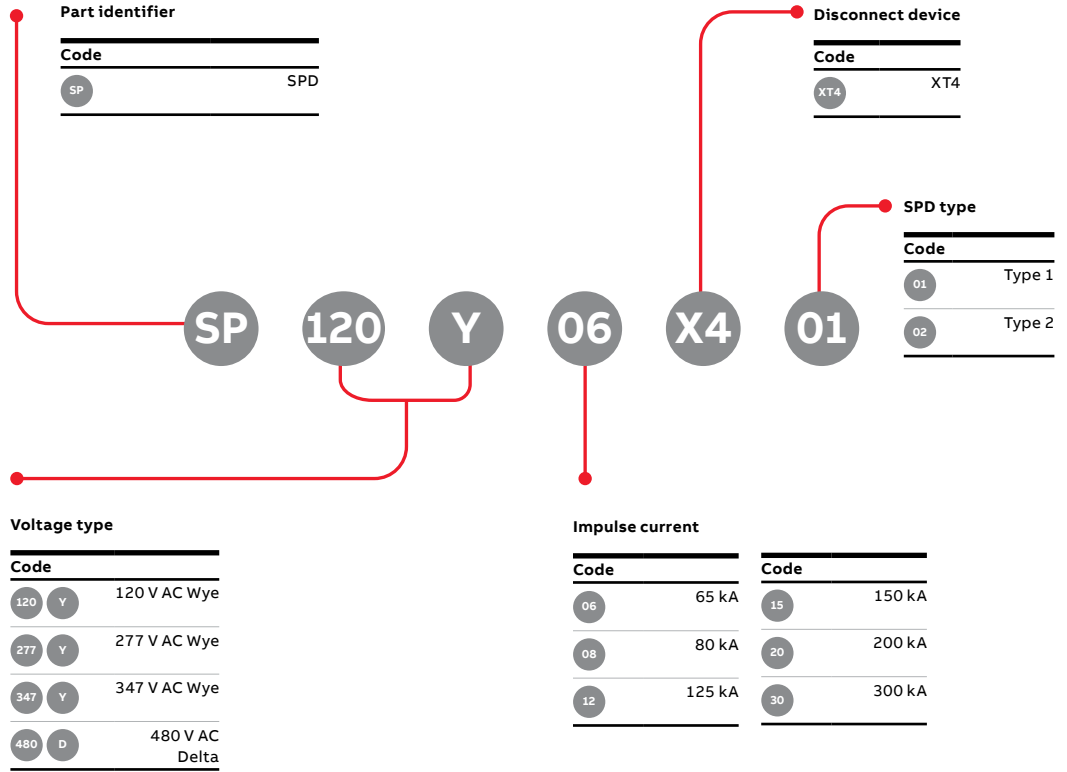 Part identifier
Code
SP SPD
Disconnect device
Code
XT4 XT4
SPD type
Code
01 Type 1
02 Type 2
SP 120 Y 06 X4 01
Voltage type
Code
120 Y 120 V AC Wye
277 Y 277 V AC Wye
347 Y 347 V AC Wye
480 D 480 V AC
Delta
Impulse current
Code
06 65 kA
08 80 kA
12 125 kA
Code
15 150 kA
20 200 kA
30 300 kA